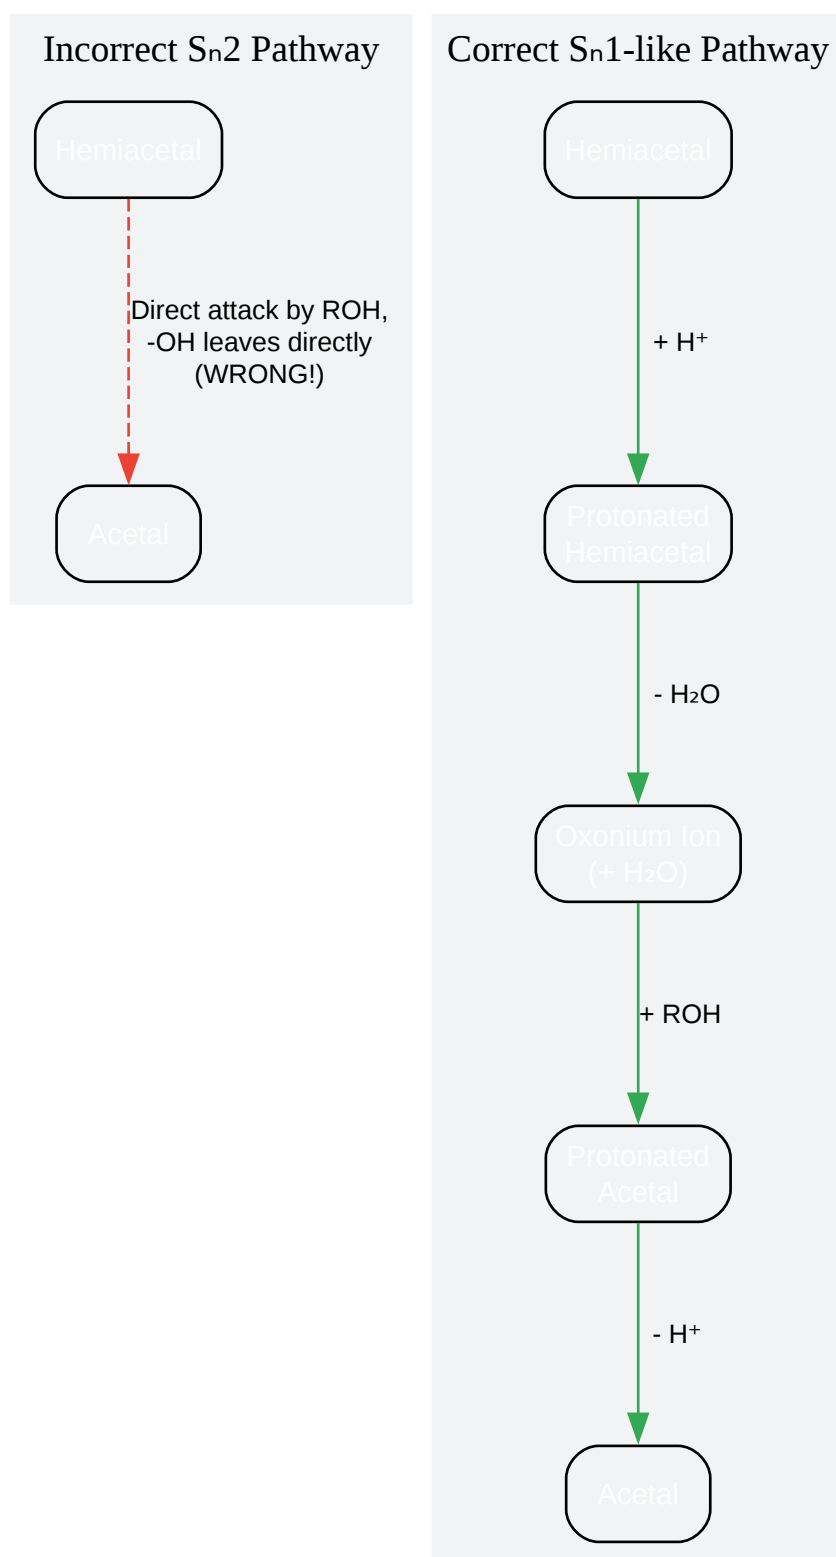 Incorrect Sₙ2 Pathway
Hemiacetal
Direct attack by ROH,
-OH leaves directly
(WRONG!)
Acetal
Correct Sₙ1-like Pathway
Hemiacetal
+ H⁺
Protonated
Hemiacetal
- H₂O
Oxonium Ion
(+ H₂O)
+ ROH
Protonated
Acetal
- H⁺
Acetal